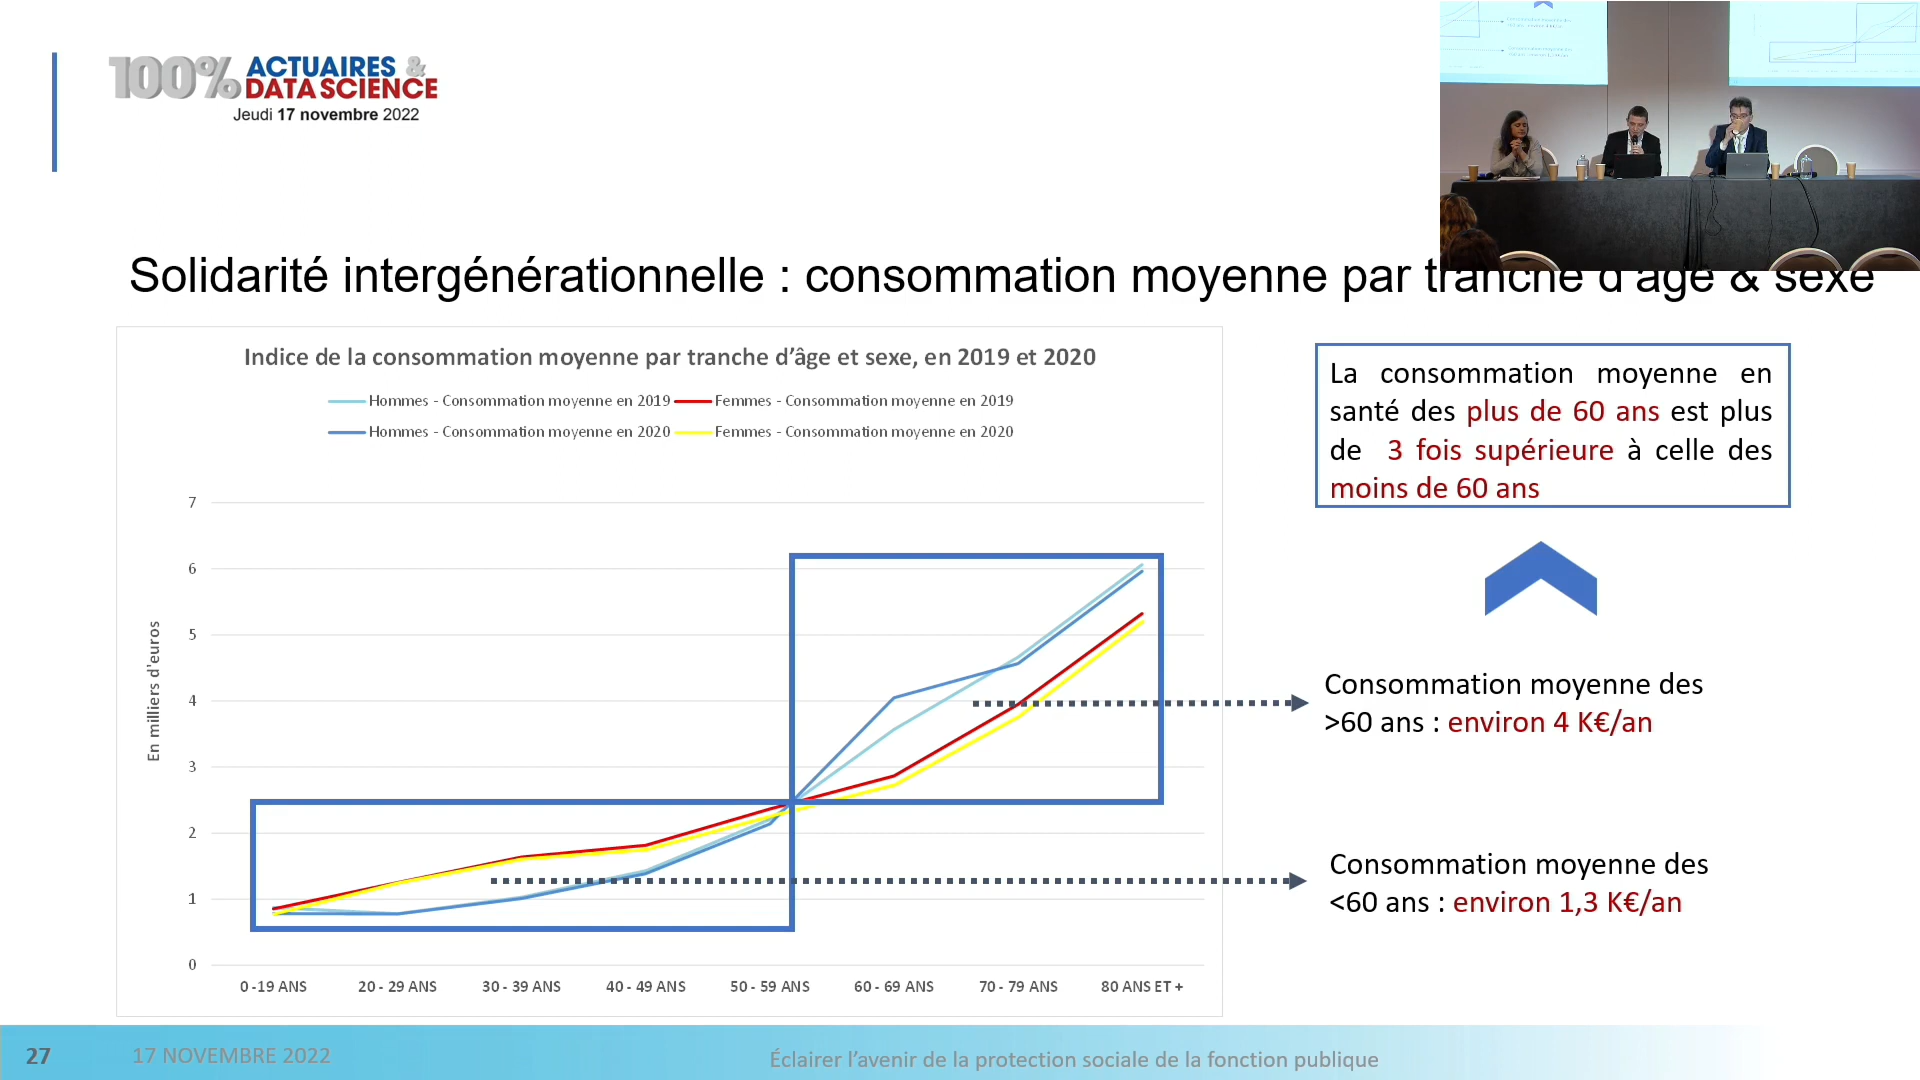 100% ACTUAIRES &
DATA SCIENCE
Jeudi 17 novembre 2022
Solidarité intergénérationnelle : consommation moyenne par tranche d'âge & sexe
Indice de la consommation moyenne par tranche d’âge et sexe, en 2019 et 2020
Hommes - Consommation moyenne en 2019 Femmes - Consommation moyenne en 2019
Hommes - Consommation moyenne en 2020 Femmes - Consommation moyenne en 2020
7
6
5
4
3
2
1
0
En milliers d'euros
0 -19 ANS 20 - 29 ANS 30 - 39 ANS 40 - 49 ANS 50 - 59 ANS 60 - 69 ANS 70 - 79 ANS 80 ANS ET +
La consommation moyenne en
santé des plus de 60 ans est plus
de 3 fois supérieure à celle des
moins de 60 ans
Consommation moyenne des
>60 ans : environ 4 K€/an
Consommation moyenne des
<60 ans : environ 1,3 K€/an
27
17 NOVEMBRE 2022
Éclairer l’avenir de la protection sociale de la fonction publique